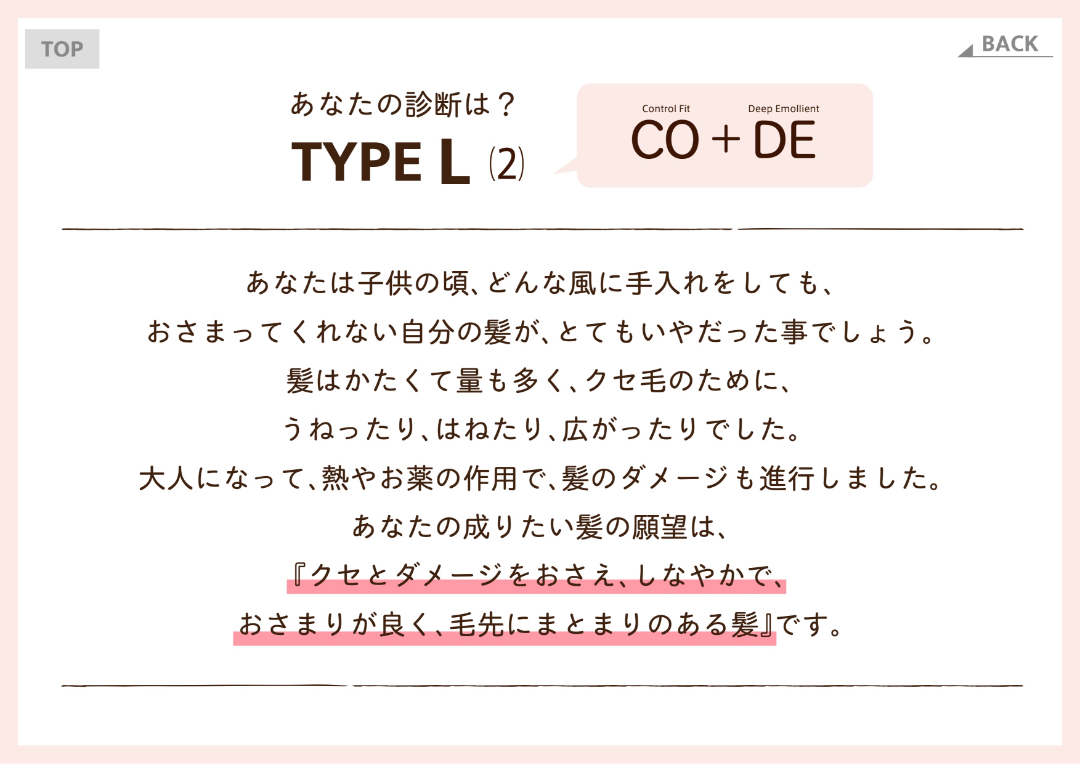 TOP
BACK
あなたの診断は？
TYPE L (2)
Control Fit Deep Emollient
CO + DE
あなたは子供の頃、どんな風に手入れをしても、
おさまってくれない自分の髪が、とてもいやだった事でしょう。
髪はかたくて量も多く、クセ毛のために、
うねったり、はねたり、広がったりでした。
大人になって、熱やお薬の作用で、髪のダメージも進行しました。
あなたの成りたい髪の願望は、
『クセとダメージをおさえ、しなやかで、
おさまりが良く、毛先にまとまりのある髪』です。